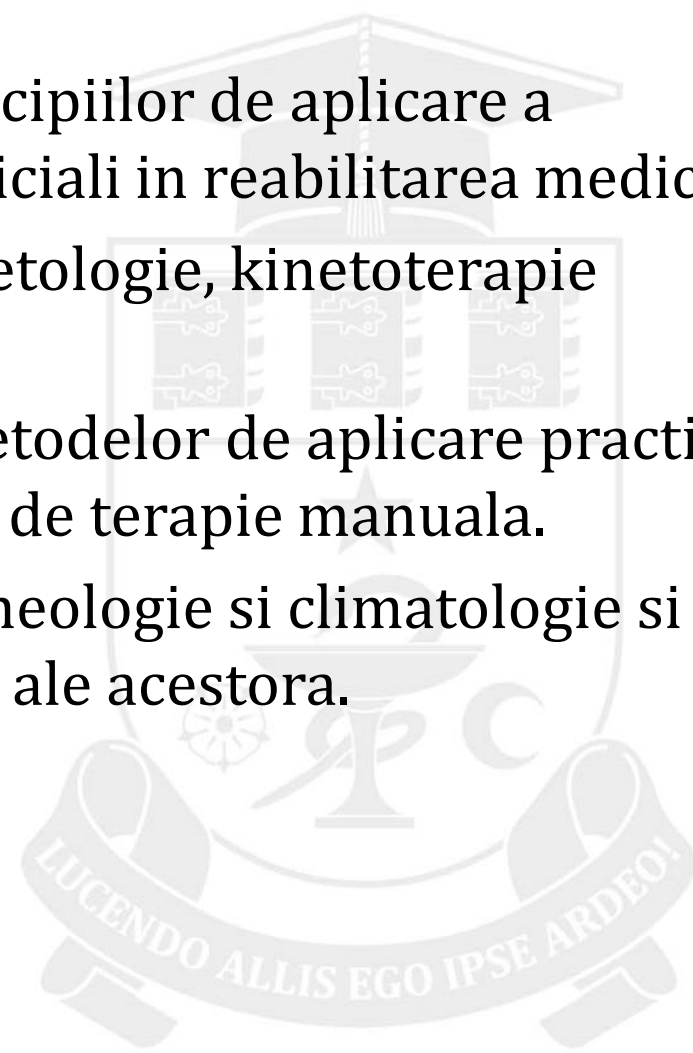 cipiilor de aplicare a
iciali in reabilitarea medic
etologie, kinetoterapie
etodelor de aplicare practi
de terapie manuala.
neologie si climatologie si
ale acestora.
LUCENDO ALLIS EGO IPSE ARDEO!